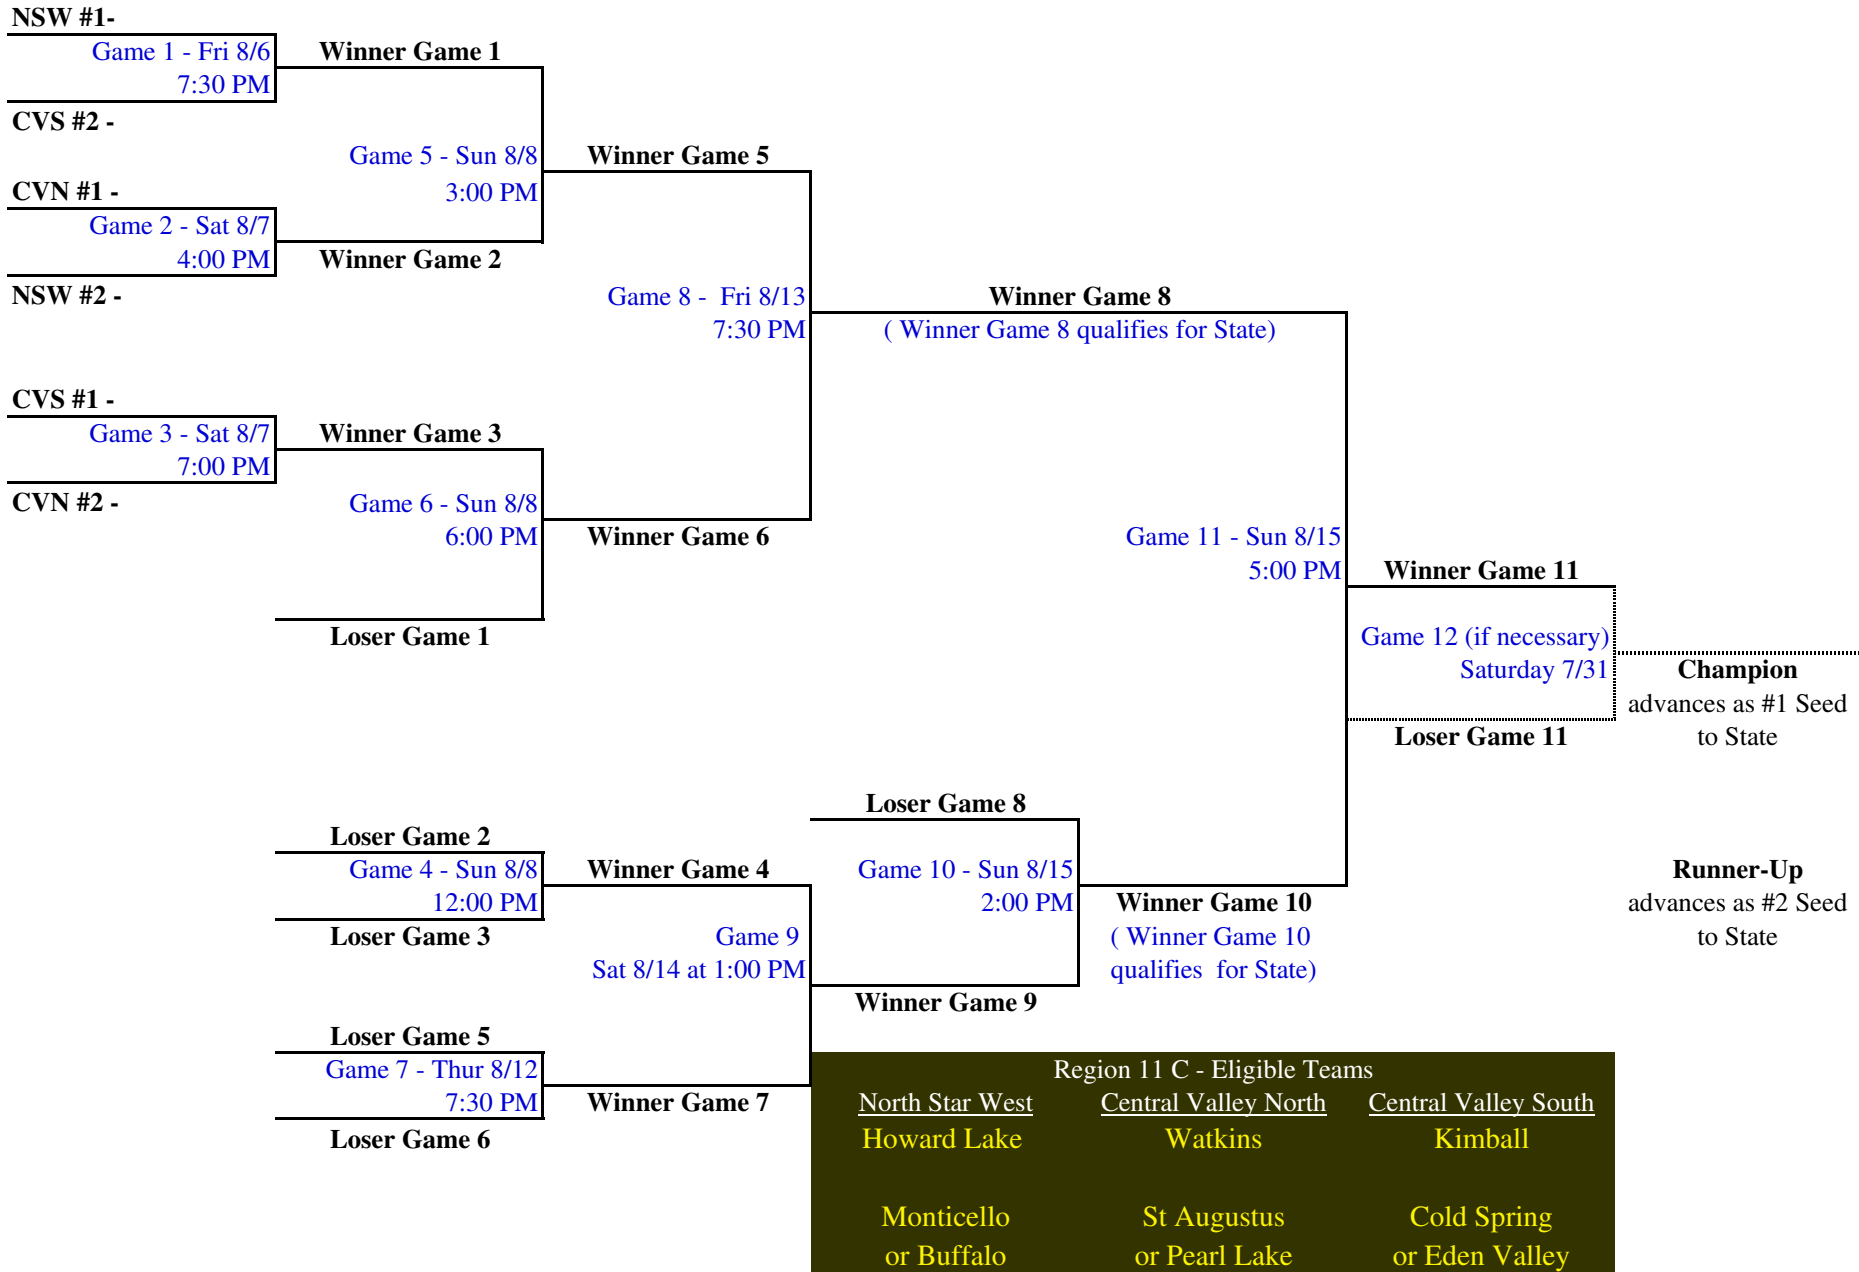 NSW #1-
Game 1 - Fri 8/6
7:30 PM
CVS #2 -
Winner Game 1
Game 5 - Sun 8/8
3:00 PM
CVN #1 -
Game 2 - Sat 8/7
4:00 PM
NSW #2 -
Winner Game 2
Winner Game 5
Game 8 -  Fri 8/13
7:30 PM
Winner Game 8
( Winner Game 8 qualifies for State)
CVS #1 -
Game 3 - Sat 8/7
7:00 PM
CVN #2 -
Winner Game 3
Game 6 - Sun 8/8
6:00 PM
Loser Game 1
Winner Game 6
Game 11 - Sun 8/15
5:00 PM
Winner Game 11
Game 12 (if necessary)
Saturday 7/31
Loser Game 11
Champion
advances as #1 Seed
to State
Loser Game 2
Game 4 - Sun 8/8
12:00 PM
Loser Game 3
Winner Game 4
Game 9
Sat 8/14 at 1:00 PM
Loser Game 8
Game 10 - Sun 8/15
2:00 PM
Winner Game 9
Winner Game 10
( Winner Game 10
qualifies  for State)
Runner-Up
advances as #2 Seed
to State
Loser Game 5
Game 7 - Thur 8/12
7:30 PM
Loser Game 6
Winner Game 7
Region 11 C - Eligible Teams
North Star West Central Valley North Central Valley South
Howard Lake Watkins Kimball
Monticello St Augustus Cold Spring
or Buffalo or Pearl Lake or Eden Valley